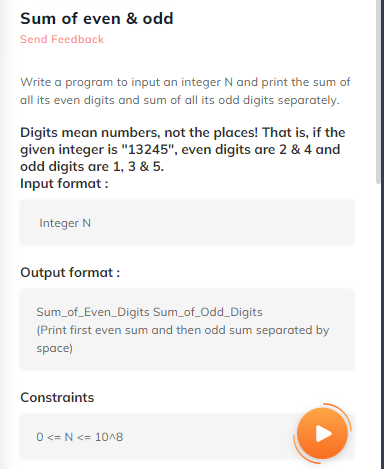 Sum of even & odd
Send Feedback
Write a program to input an integer N and print the sum of
all its even digits and sum of all its odd digits separately.
Digits mean numbers, not the places! That is, if the
given integer is "13245", even digits are 2 & 4 and
odd digits are 1, 3 & 5.
Input format :
Integer N
Output format :
Sum_of_Even_Digits Sum_of_Odd_Digits
(Print first even sum and then odd sum separated by
space)
Constraints
0 <= N <= 10^8